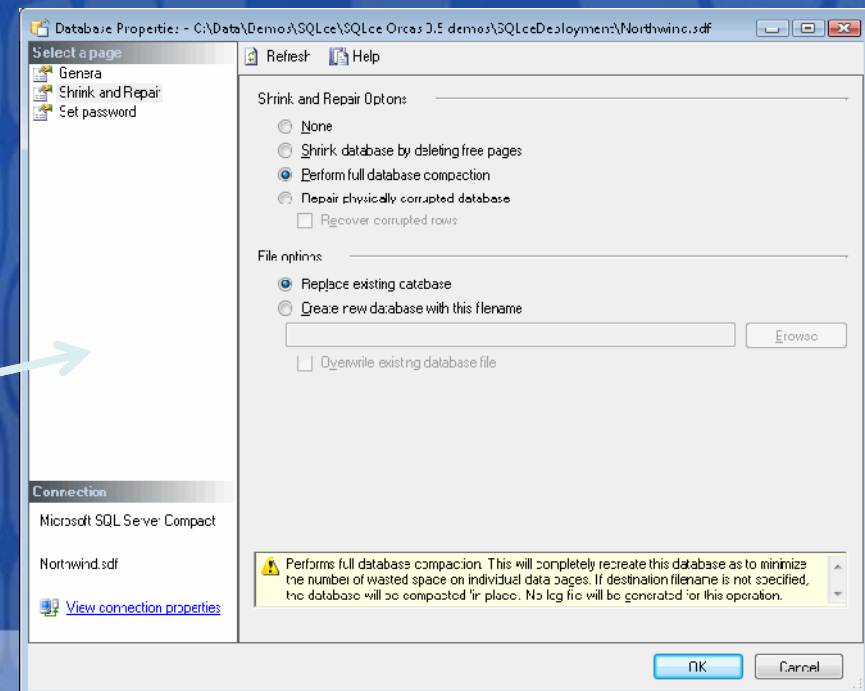 Database Properties - C:\Data\Demos\SQLce\SQLce Orcas 3.5 demos\SQLceDeployment\Northwind.sdf
Select a page
General
Shrink and Repair
Set password
Refresh Help
Shrink and Repair Options
None
Shrink database by deleting free pages
Perform full database compaction
Repair physically corrupted database
Recover corrupted rows
File options
Replace existing database
Create new database with this filename
Browse
Overwrite existing database file
Connection
Microsoft SQL Server Compact
Northwind.sdf
View connection properties
Performs full database compaction. This will completely recreate this database as to minimize
the number of wasted space on individual data pages. If destination filename is not specified,
the database will be compacted 'in place'. No log file will be generated for this operation.
OK Cancel